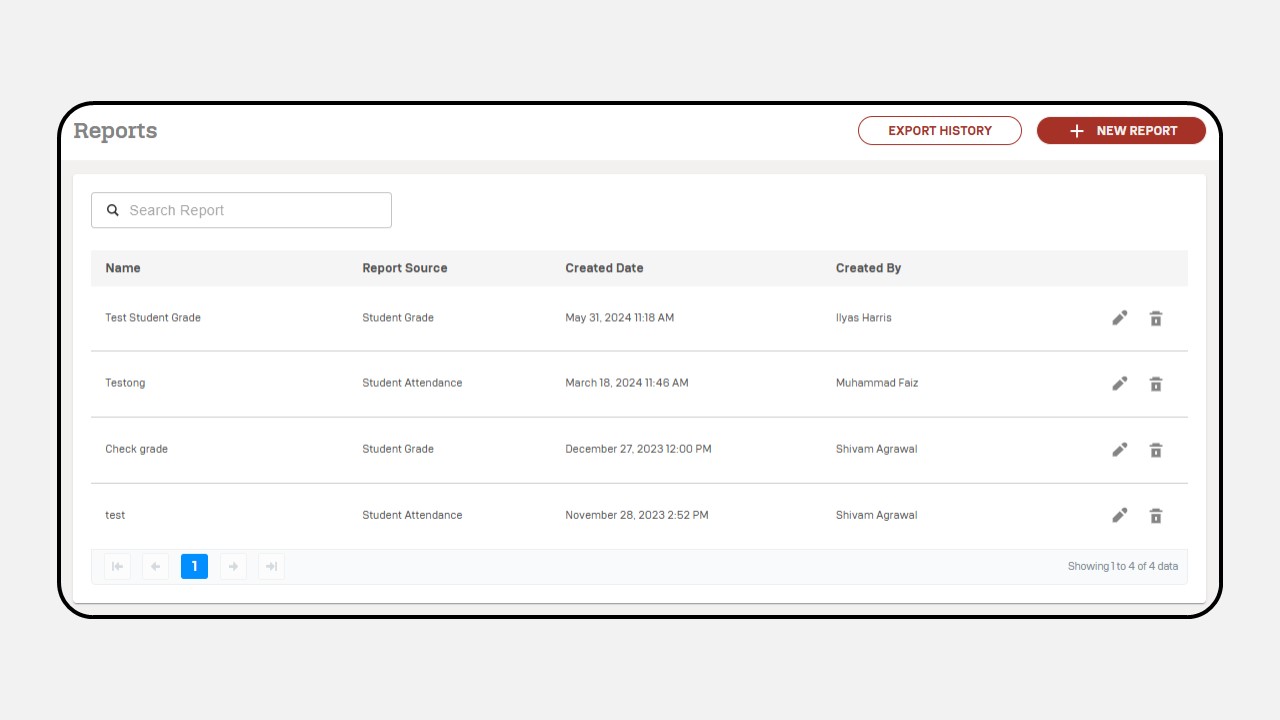 Reports
EXPORT HISTORY
NEW REPORT
Search Report
Name Report Source Created Date Created By
Test Student Grade Student Grade May 31, 2024 11:18 AM Ilyas Harris
Testong Student Attendance March 18, 2024 11:46 AM Muhammad Faiz
Check grade Student Grade December 27, 2023 12:00 PM Shivam Agrawal
test Student Attendance November 28, 2023 2:52 PM Shivam Agrawal
1 Showing 1 to 4 of 4 data